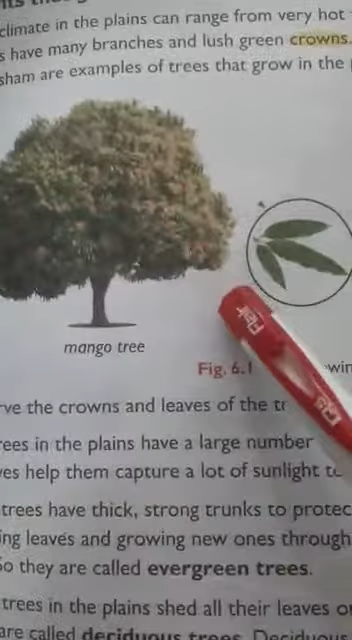 climate in the plains can range from very hot
s have many branches and lush green crowns.
sham are examples of trees that grow in the
mango tree
Fig. 6.1
win
Flair
rve the crowns and leaves of the tr
rees in the plains have a large number
ves help them capture a lot of sunlight
trees have thick, strong trunks to protec
ing leaves and growing new ones through
So they are called evergreen trees.
trees in the plains shed all their leaves
are called deciduous trees.